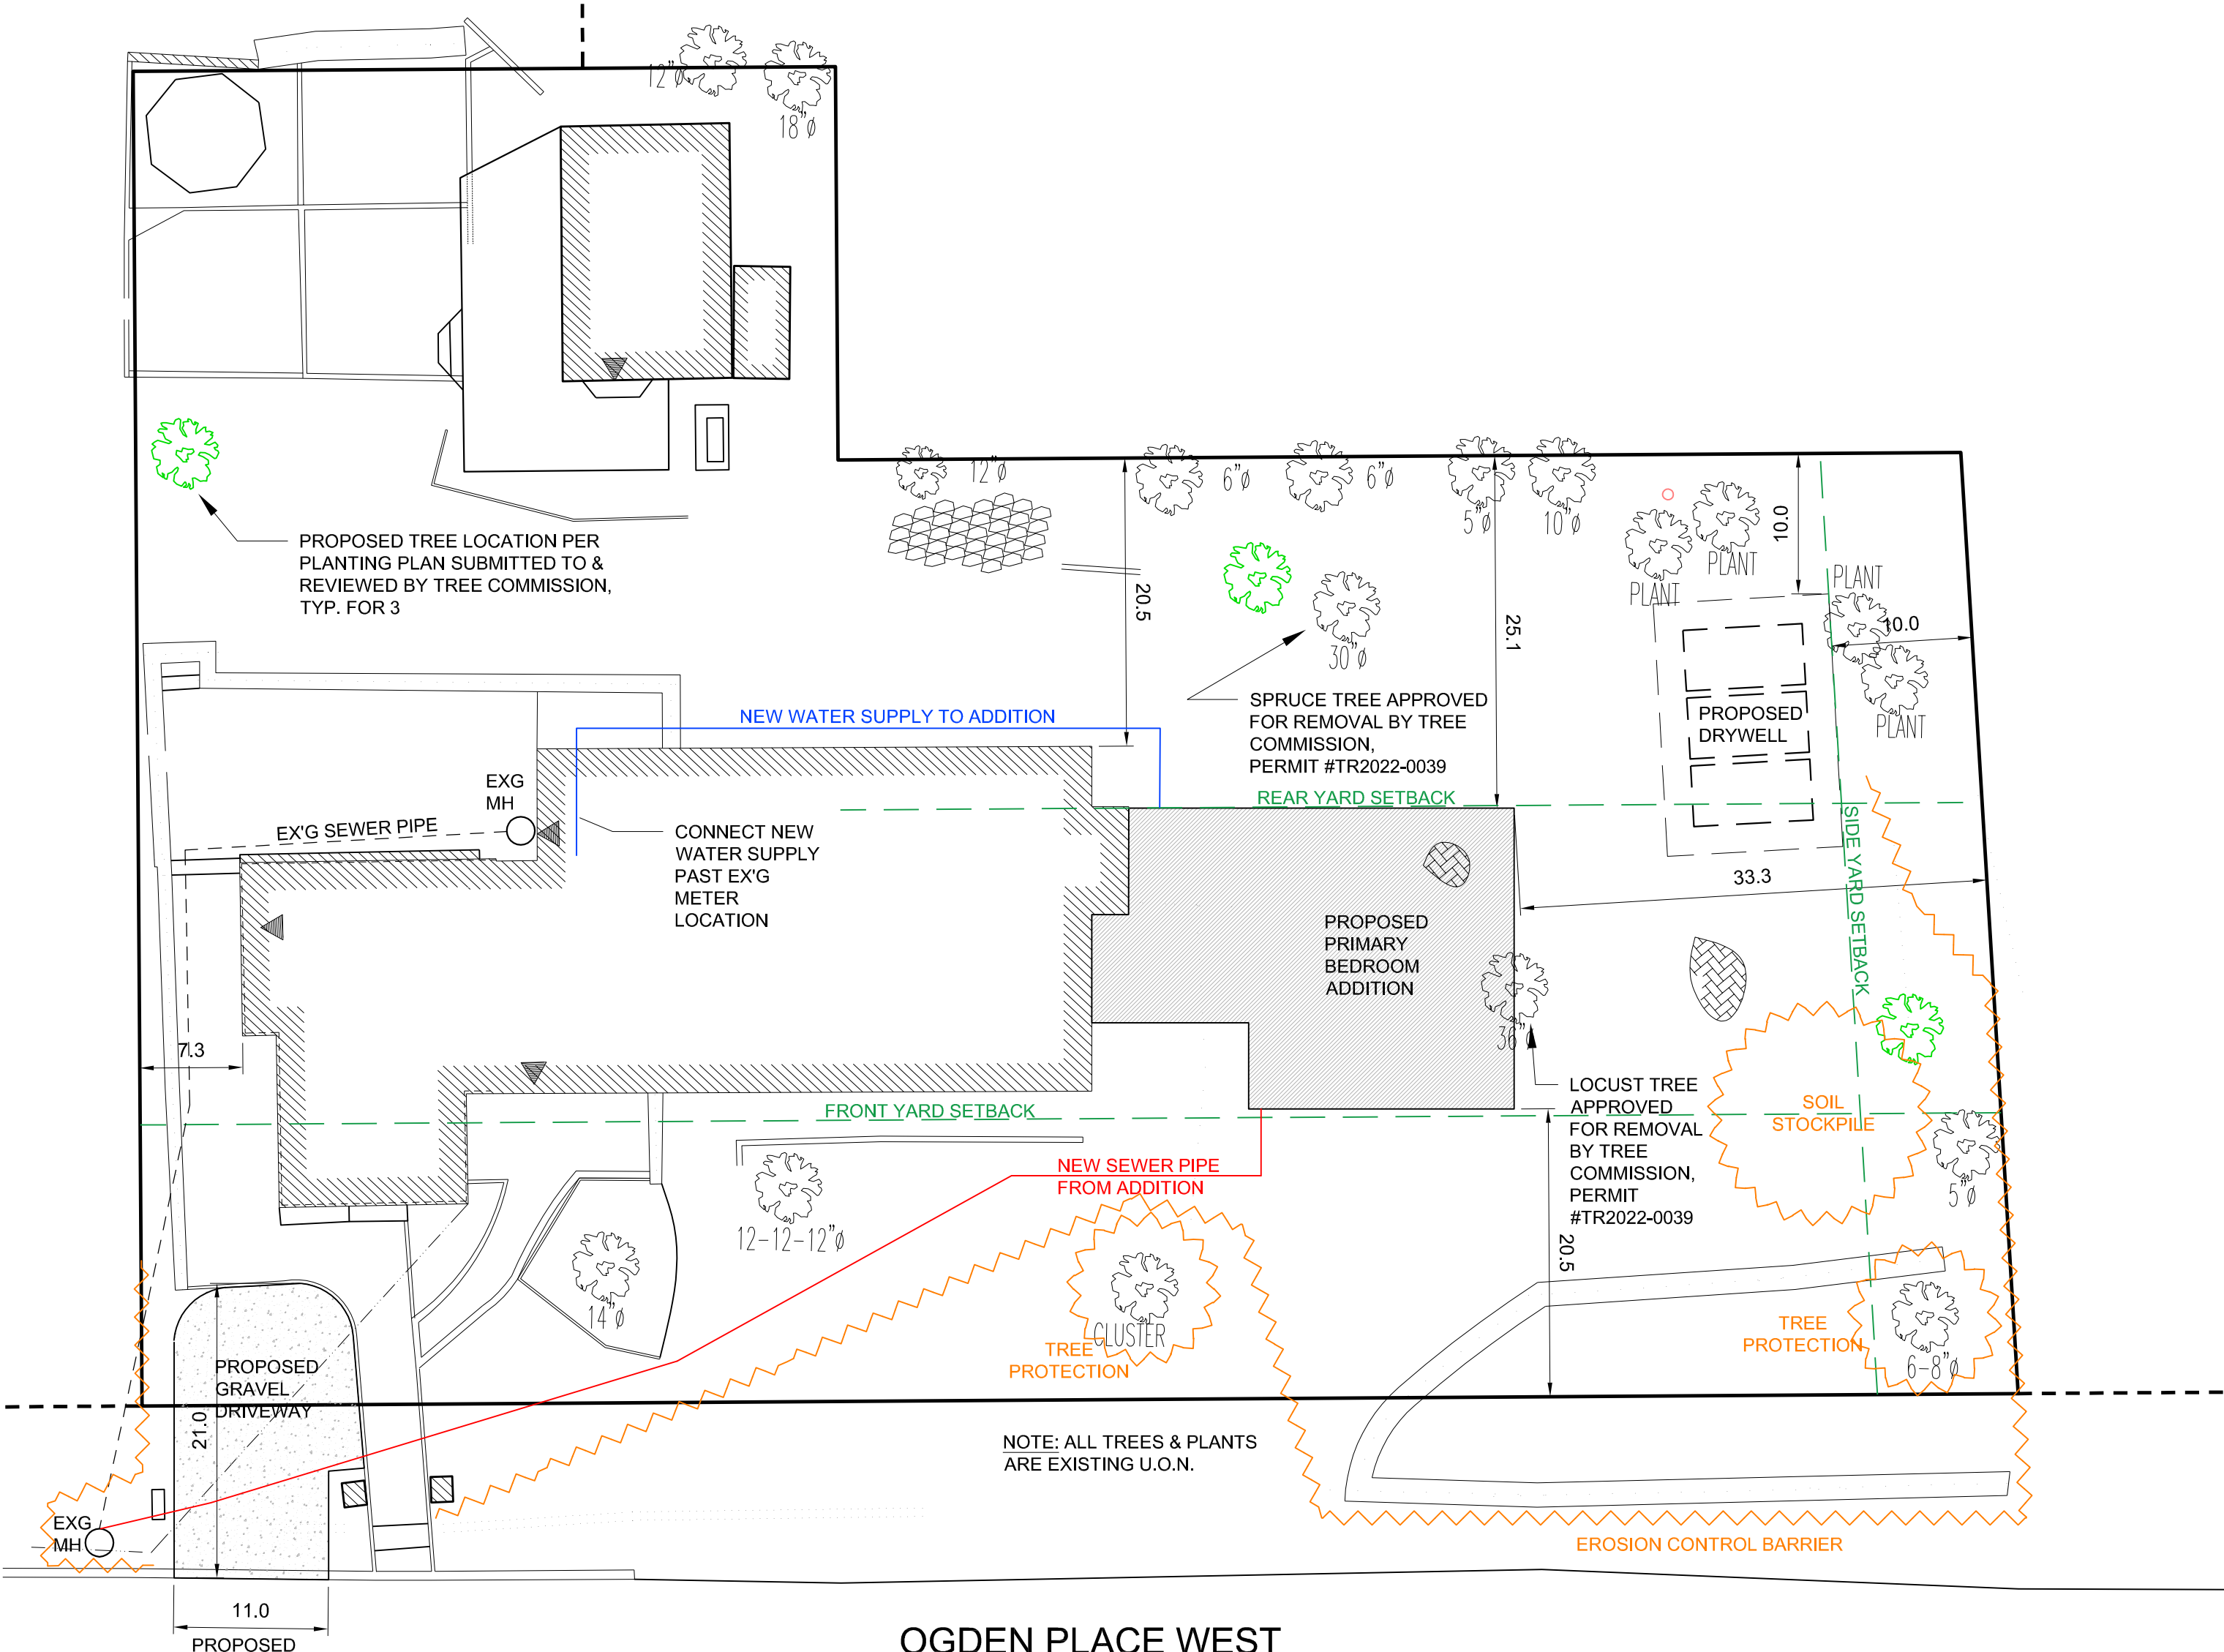 12"ø
18"ø
12"ø
6"ø
6"ø
5"ø
10"ø
PROPOSED TREE LOCATION PER
PLANTING PLAN SUBMITTED TO &
REVIEWED BY TREE COMMISSION,
TYP. FOR 3
20.5
25.1
10.0
PLANT
PLANT
PLANT
10.0
PLANT
30"ø
SPRUCE TREE APPROVED
FOR REMOVAL BY TREE
COMMISSION,
PERMIT #TR2022-0039
PROPOSED
DRYWELL
NEW WATER SUPPLY TO ADDITION
EXG
MH
EX'G SEWER PIPE
REAR YARD SETBACK
CONNECT NEW
WATER SUPPLY
PAST EX'G
METER
LOCATION
SIDE YARD SETBACK
33.3
PROPOSED
PRIMARY
BEDROOM
ADDITION
36"ø
7.3
LOCUST TREE
APPROVED
FOR REMOVAL
BY TREE
COMMISSION,
PERMIT
#TR2022-0039
SOIL
STOCKPILE
FRONT YARD SETBACK
NEW SEWER PIPE
FROM ADDITION
5"ø
12-12-12"ø
20.5
14"ø
CLUSTER
TREE
PROTECTION
TREE
PROTECTION
6-8"ø
PROPOSED
GRAVEL
DRIVEWAY
21.0
NOTE: ALL TREES & PLANTS
ARE EXISTING U.O.N.
EXG
MH
EROSION CONTROL BARRIER
11.0
PROPOSED
OGDEN PLACE WEST